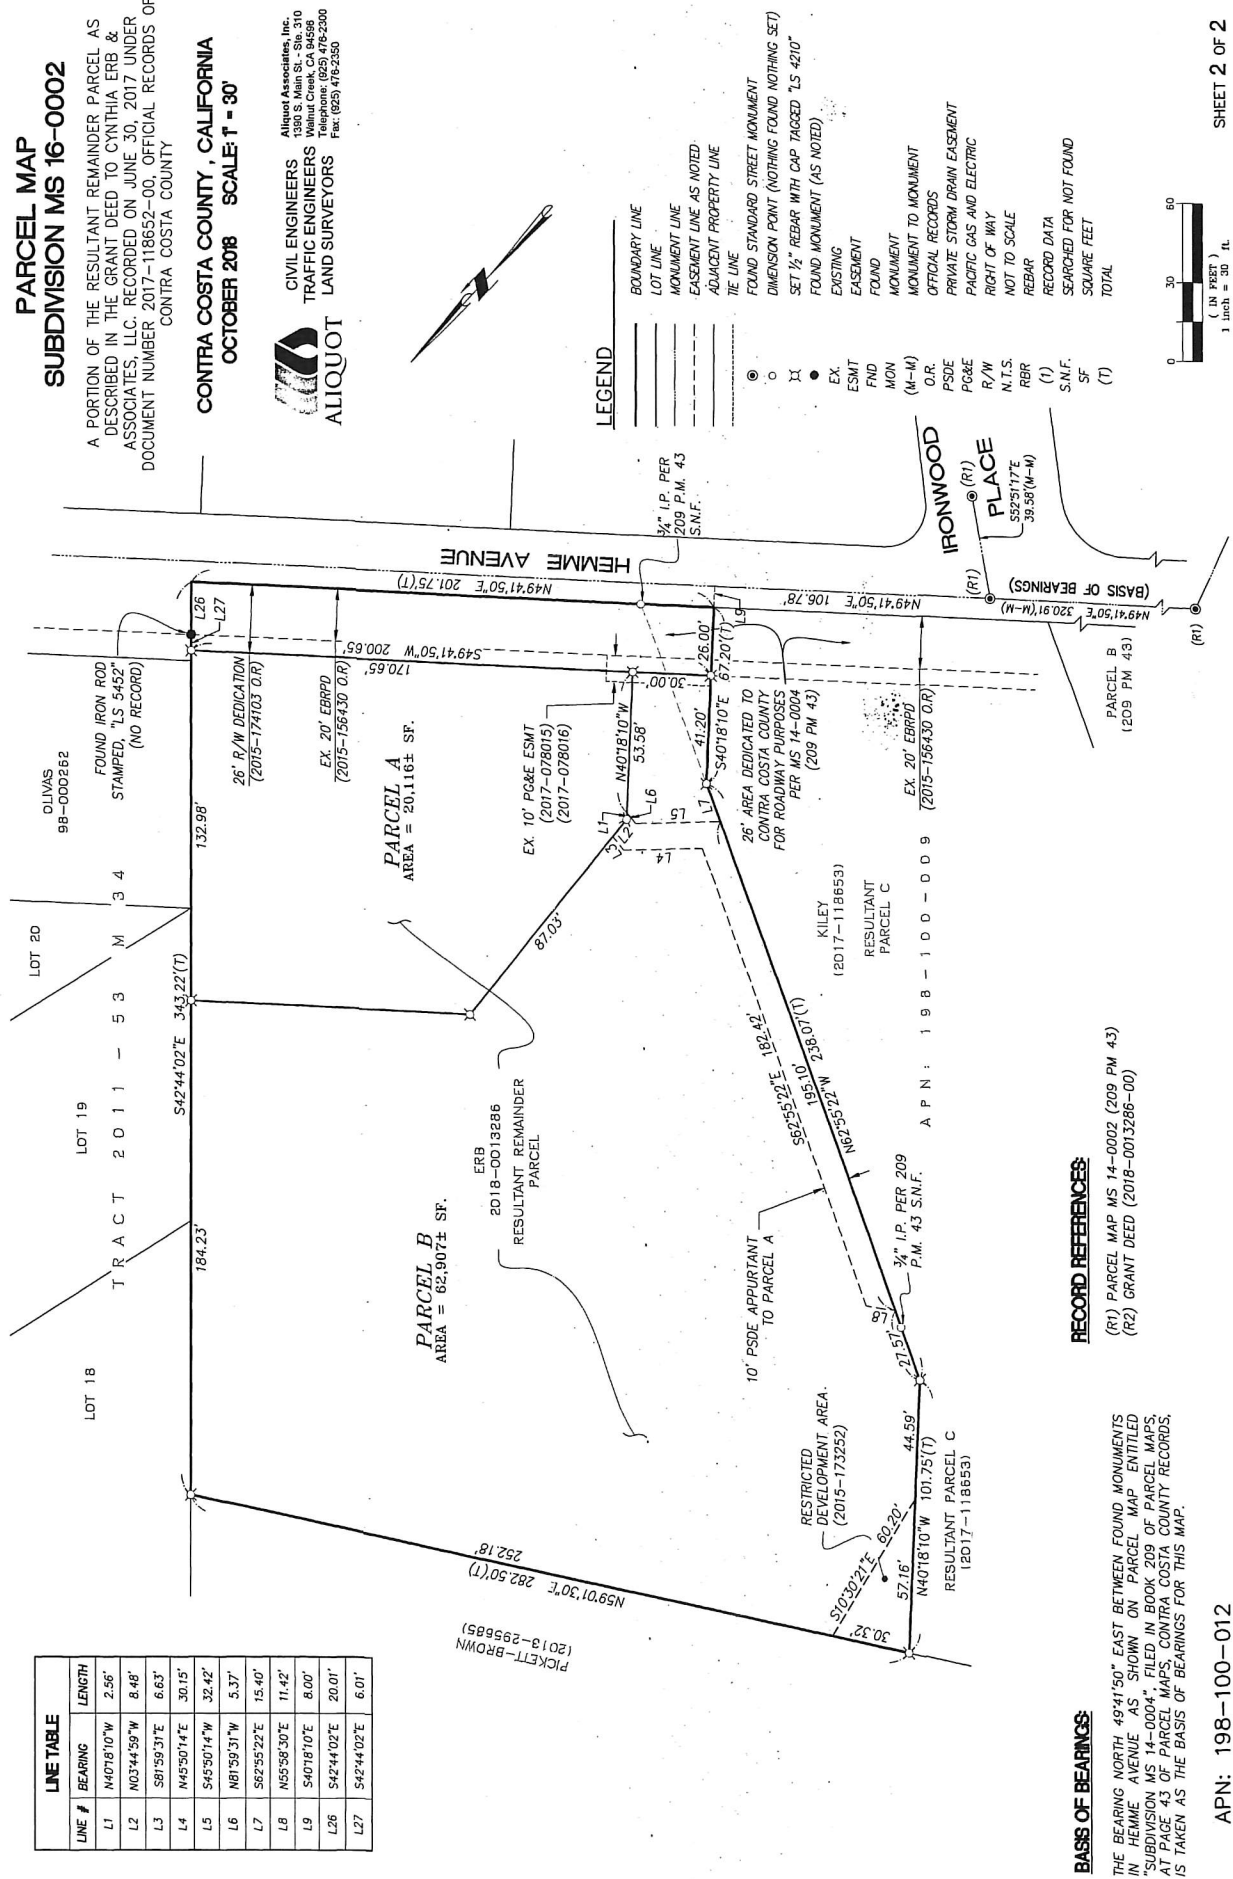 PARCEL MAP
SUBDIVISION MS 16-0002
A PORTION OF THE RESULTANT REMAINDER PARCEL AS
DESCRIBED IN THE GRANT DEED TO CYNTHIA ERB &
ASSOCIATES, LLC. RECORDED ON JUNE 30, 2017 UNDER
DOCUMENT NUMBER 2017-118652-00, OFFICIAL RECORDS OF
CONTRA COSTA COUNTY
CONTRA COSTA COUNTY, CALIFORNIA
OCTOBER 2018 SCALE: 1" = 30'
ALIQUOT
CIVIL ENGINEERS
TRAFFIC ENGINEERS
LAND SURVEYORS
Aliquot Associates, Inc.
1390 S. Main St. - Ste. 310
Walnut Creek, CA 94596
Telephone: (925) 476-2300
Fax: (925) 476-2350
LEGEND
BOUNDARY LINE
LOT LINE
MONUMENT LINE
EASEMENT LINE AS NOTED
ADJACENT PROPERTY LINE
TIE LINE
FOUND STANDARD STREET MONUMENT
DIMENSION POINT (NOTHING FOUND NOTHING SET)
SET ½" REBAR WITH CAP TAGGED "LS 4210"
FOUND MONUMENT (AS NOTED)
EX. EXISTING
ESMT EASEMENT
FND FOUND
MON MONUMENT
(M-M) MONUMENT TO MONUMENT
O.R. OFFICIAL RECORDS
PSDE PRIVATE STORM DRAIN EASEMENT
PG&E PACIFIC GAS AND ELECTRIC
R/W RIGHT OF WAY
N.T.S. NOT TO SCALE
RBR REBAR
(1) RECORD DATA
S.N.F. SEARCHED FOR NOT FOUND
SF SQUARE FEET
(T) TOTAL
0 30 60
( IN FEET )
1 inch = 30 ft.
SHEET 2 OF 2
LINE TABLE
LINE # BEARING LENGTH
L1 N40°18'10"W 2.56'
L2 N03°44'59"W 8.48'
L3 S81°59'31"E 6.63'
L4 N45°50'14"E 30.15'
L5 S45°50'14"W 32.42'
L6 N81°59'31"W 5.37'
L7 S62°55'22"E 15.40'
L8 N55°58'30"E 11.42'
L9 S40°18'10"E 8.00'
L26 S42°44'02"E 20.01'
L27 S42°44'02"E 6.01'
LOT 18
LOT 19
LOT 20
TRACT 2011 - 53 M 34
OLIVAS
98-000262
FOUND IRON ROD
STAMPED, "LS 5452"
(NO RECORD)
184.23'
S42°44'02"E 343.22'(T)
132.98'
L26
L27
26' R/W DEDICATION
(2015-174103 O.R)
EX. 20' EBRPD
(2015-156430 O.R)
170.65'
S49°41'50"W 200.65'
N49°41'50"E 201.75'(T)
HEMME AVENUE
PARCEL A
AREA = 20,116± SF.
EX. 10' PG&E ESMT
(2017-078015)
(2017-078016)
N40°18'10"W
53.58'
30.00'
26.00'
67.20'(T)
41.20'
S40°18'10"E
L1
L2
L3
L4
L5
L6
L7
L9
87.03'
¾" I.P. PER
209 P.M. 43
S.N.F.
N49°41'50"E 106.78'
26' AREA DEDICATED TO
CONTRA COSTA COUNTY
FOR ROADWAY PURPOSES
PER MS 14-0004
(209 PM 43)
EX. 20' EBRPD
(2015-156430 O.R)
IRONWOOD
PLACE
(R1)
S52°51'17"E
39.58'(M-M)
(R1)
N49°41'50"E 320.91'(M-M)
(BASIS OF BEARINGS)
(R1)
PARCEL B
(209 PM 43)
KILEY
(2017-118653)
RESULTANT
PARCEL C
APN: 198-100-009
ERB
2018-0013286
RESULTANT REMAINDER
PARCEL
PARCEL B
AREA = 62,907± SF.
S62°55'22"E 182.42'
195.10'
N62°55'22"W 238.07'(T)
10' PSDE APPURTANT
TO PARCEL A
¾" I.P. PER 209
P.M. 43 S.N.F.
L8
27.57'
RESTRICTED
DEVELOPMENT AREA.
(2015-173252)
S10°30'21"E 60.20'
44.59'
57.16'
N40°18'10"W 101.75'(T)
30.32'
RESULTANT PARCEL C
(2017-118653)
252.18'
N59°01'30"E 282.50'(T)
PICKETT-BROWN
(2013-295685)
RECORD REFERENCES:
(R1) PARCEL MAP MS 14-0002 (209 PM 43)
(R2) GRANT DEED (2018-0013286-00)
BASIS OF BEARINGS:
THE BEARING NORTH 49°41'50" EAST BETWEEN FOUND MONUMENTS
IN HEMME AVENUE AS SHOWN ON PARCEL MAP ENTITLED
"SUBDIVISION MS 14-0004", FILED IN BOOK 209 OF PARCEL MAPS,
AT PAGE 43 OF PARCEL MAPS, CONTRA COSTA COUNTY RECORDS,
IS TAKEN AS THE BASIS OF BEARINGS FOR THIS MAP.
APN: 198-100-012